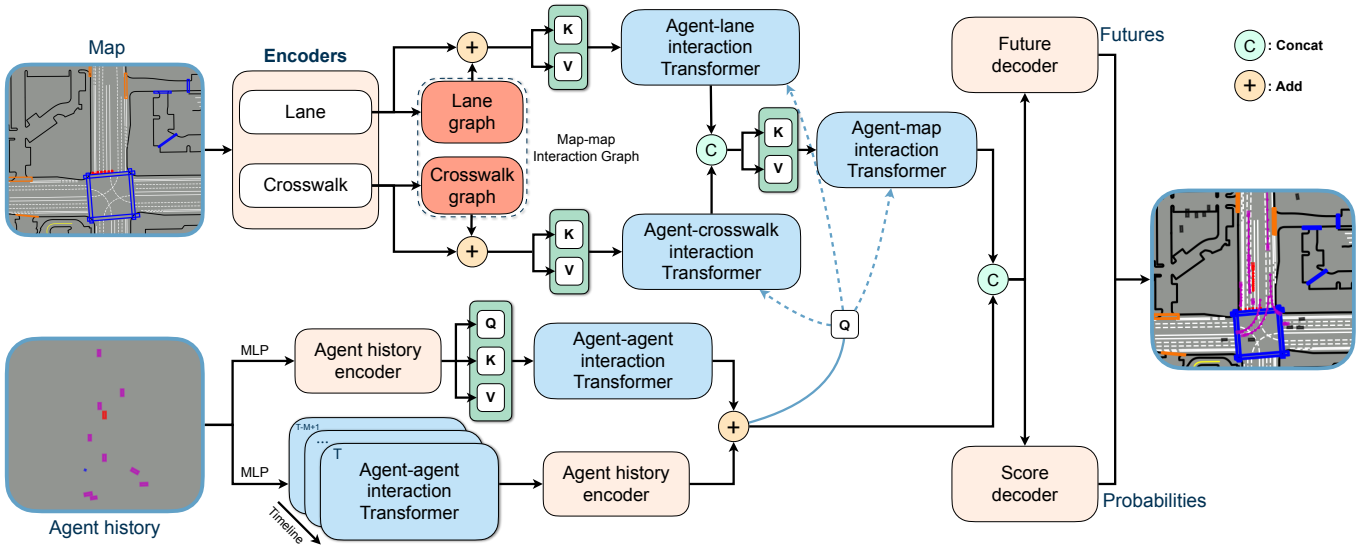 Map
Encoders
Lane
Crosswalk
Lane
graph
Crosswalk
graph
Map-map
Interaction Graph
+
+
K
V
K
V
Agent-lane
interaction
Transformer
Agent-crosswalk
interaction
Transformer
C
K
V
Agent-map
interaction
Transformer
C
Q
Future
decoder
Futures
C
: Concat
+
: Add
Agent history
MLP
MLP
Agent history
encoder
Q
K
V
Agent-agent
interaction
Transformer
T-M+1
...
T
Agent-agent
interaction
Transformer
Timeline
Agent history
encoder
+
Score
decoder
Probabilities